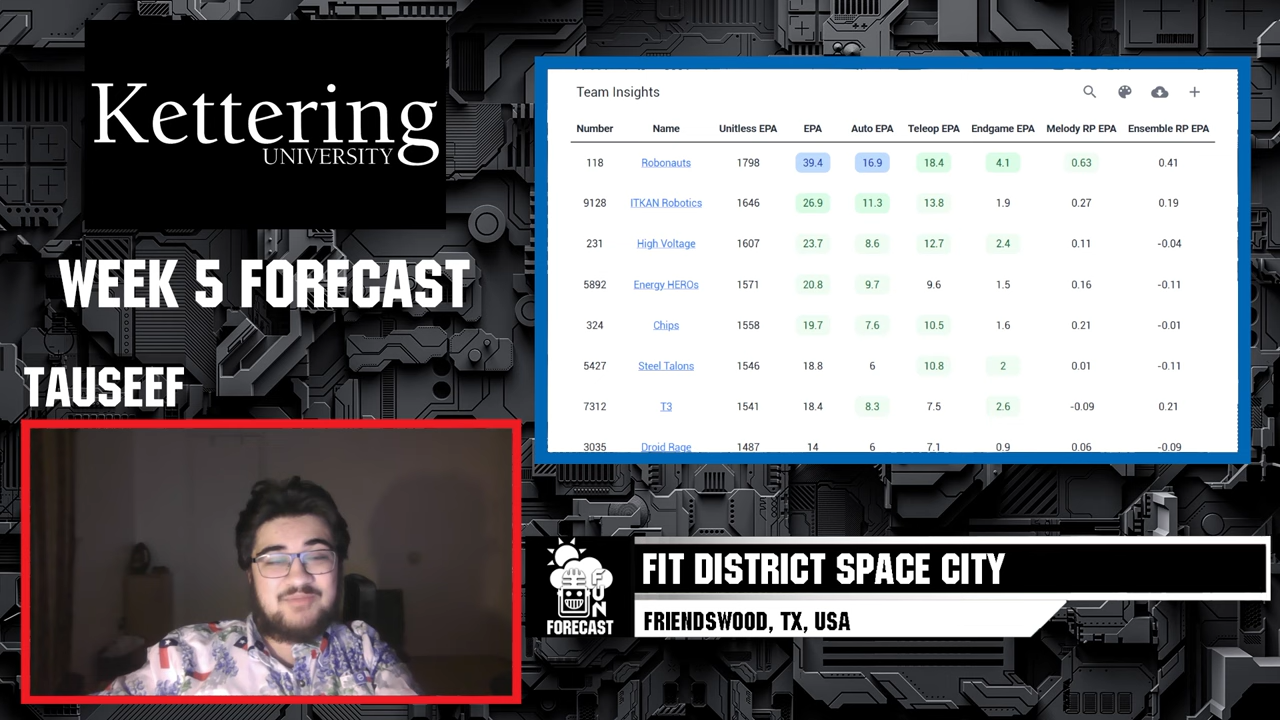 Kettering
UNIVERSITY
WEEK 5 FORECAST
TAUSEEF
Team Insights
Number Name Unitless EPA EPA Auto EPA Teleop EPA Endgame EPA Melody RP EPA Ensemble RP EPA
118 Robonauts 1798 39.4 16.9 18.4 4.1 0.63 0.41
9128 ITKAN Robotics 1646 26.9 11.3 13.8 1.9 0.27 0.19
231 High Voltage 1607 23.7 8.6 12.7 2.4 0.11 -0.04
5892 Energy HEROs 1571 20.8 9.7 9.6 1.5 0.16 -0.11
324 Chips 1558 19.7 7.6 10.5 1.6 0.21 -0.01
5427 Steel Talons 1546 18.8 6 10.8 2 0.01 -0.11
7312 T3 1541 18.4 8.3 7.5 2.6 -0.09 0.21
3035 Droid Rage 1487 14 6 7.1 0.9 0.06 -0.09
FUN
FORECAST
FIT DISTRICT SPACE CITY
FRIENDSWOOD, TX, USA